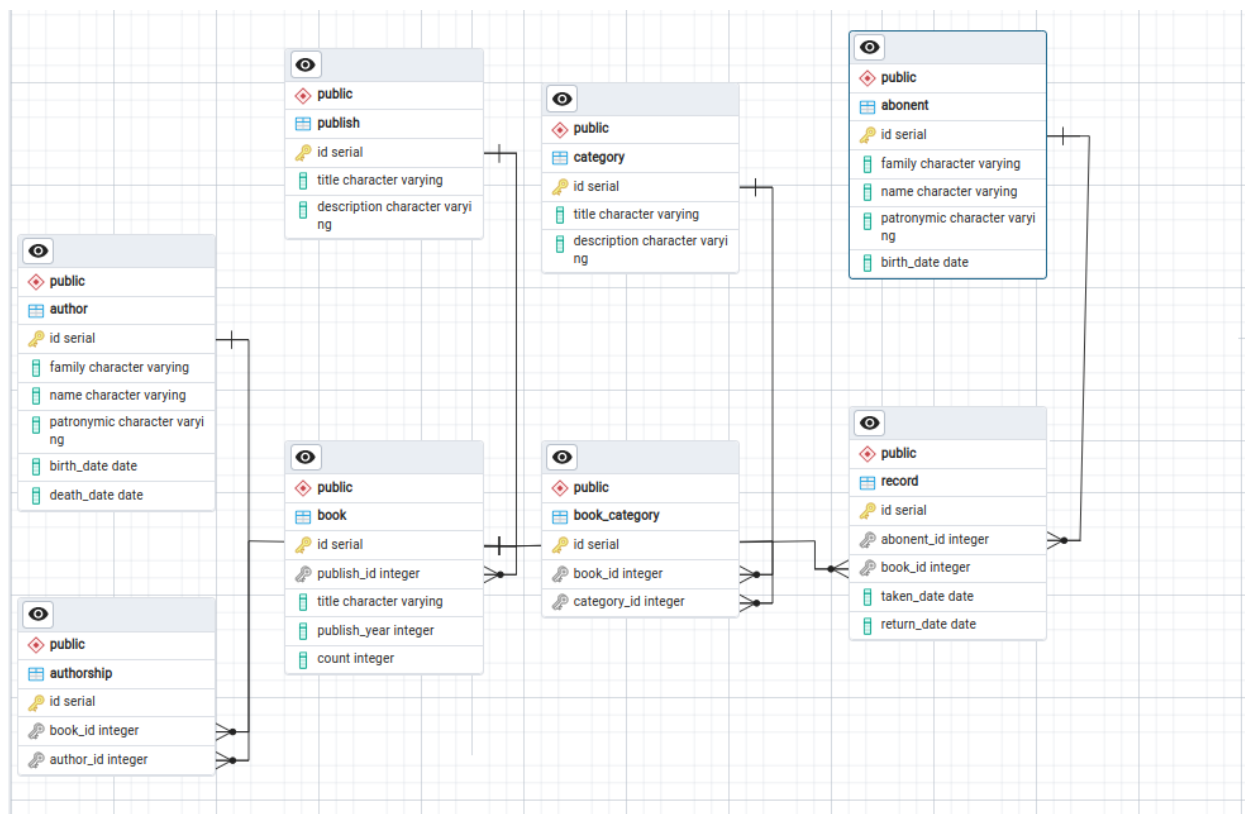 public
publish
id serial
title character varying
description character varyi
ng
public
category
id serial
title character varying
description character varyi
ng
public
abonent
id serial
family character varying
name character varying
patronymic character varyi
ng
birth_date date
public
author
id serial
family character varying
name character varying
patronymic character varyi
ng
birth_date date
death_date date
public
book
id serial
publish_id integer
title character varying
publish_year integer
count integer
public
book_category
id serial
book_id integer
category_id integer
public
record
id serial
abonent_id integer
book_id integer
taken_date date
return_date date
public
authorship
id serial
book_id integer
author_id integer